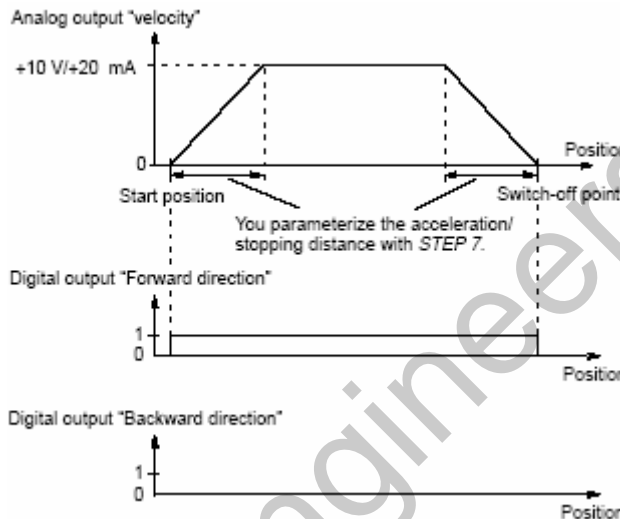 Analog output "velocity"
+10 V/+20 mA
0
Position
Start position
Switch-off point
You parameterize the acceleration/
stopping distance with STEP 7.
Digital output "Forward direction"
1
0
Position
Digital output "Backward direction"
1
0
Position
ngineer